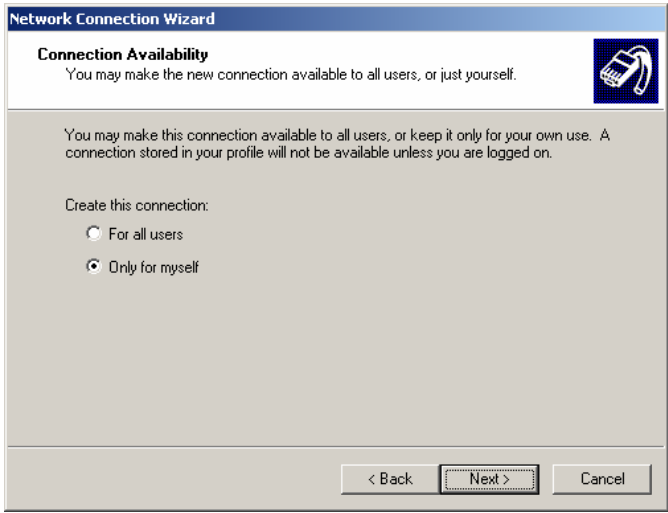 Network Connection Wizard
Connection Availability
You may make the new connection available to all users, or just yourself.
You may make this connection available to all users, or keep it only for your own use.  A
connection stored in your profile will not be available unless you are logged on.
Create this connection:
For all users
Only for myself
< Back
Next >
Cancel